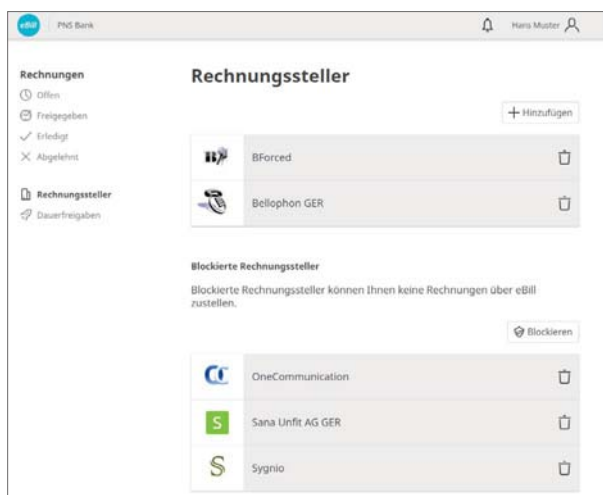 eBill PNS Bank Hans Muster
Rechnungen
Offen
Freigegeben
Erledigt
Abgelehnt
Rechnungssteller
Dauerfreigaben
Rechnungssteller
Hinzufügen
BForced
Bellophon GER
Blockierte Rechnungssteller
Blockierte Rechnungssteller können Ihnen keine Rechnungen über eBill
zustellen.
Blockieren
OneCommunication
S Sana Unfit AG GER
S Sygnio